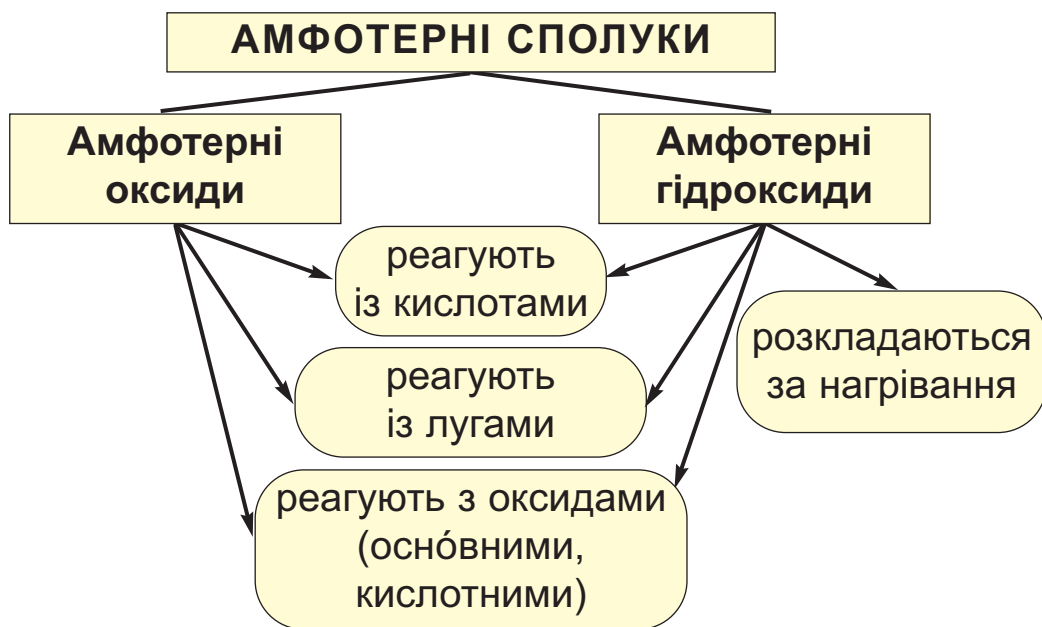 АМФОТЕРНІ СПОЛУКИ
Амфотерні
оксиди
Амфотерні
гідроксиди
реагують
із кислотами
розкладаються
за нагрівання
реагують
із лугами
реагують з оксидами
(осно́вними,
кислотними)